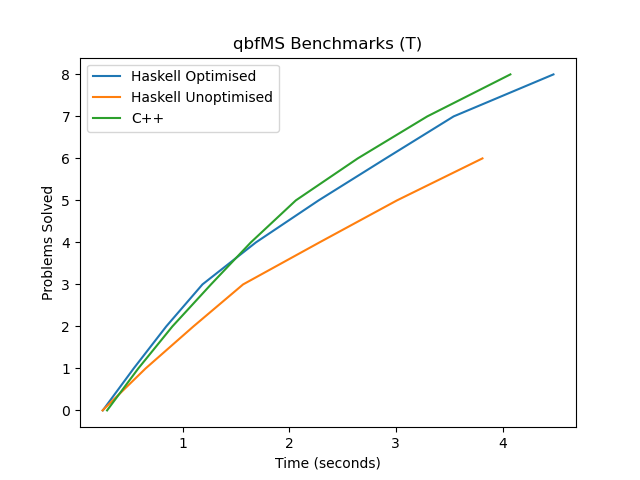 qbfMS Benchmarks (T)
Haskell Optimised
Haskell Unoptimised
C++
Problems Solved
8
7
6
5
4
3
2
1
0
1 2 3 4
Time (seconds)